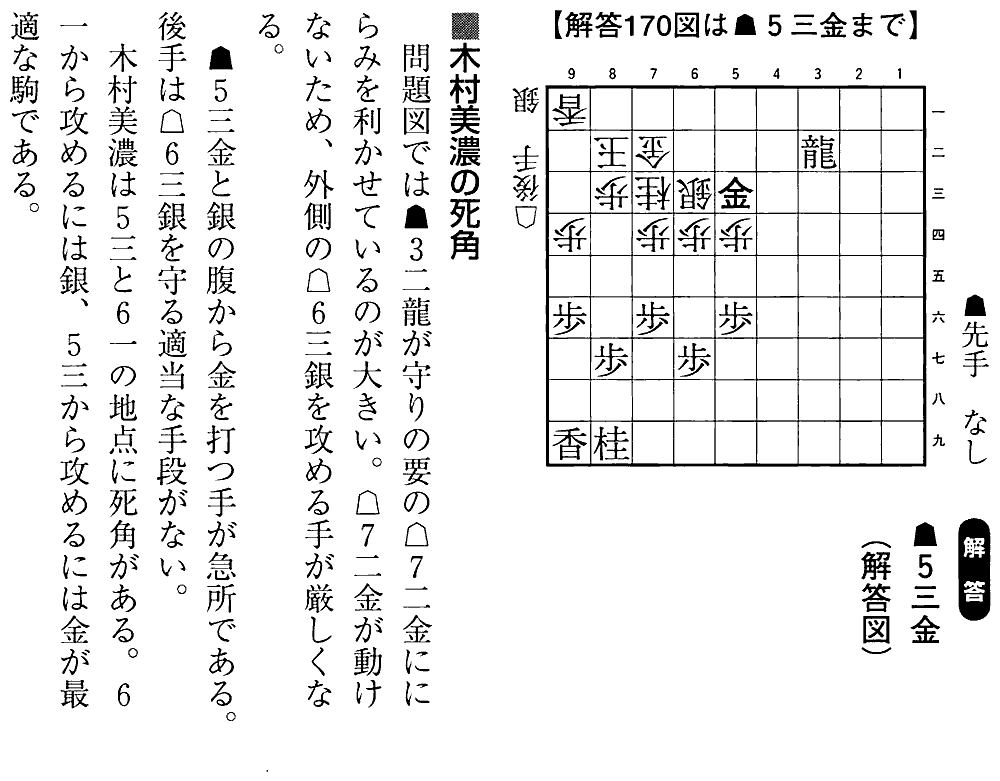 解答
▲5三金
(解答図)
【解答170図は▲5三金まで】
▲先手 なし
9 8 7 6 5 4 3 2 1
香 一
王 金 龍 二
歩 桂 銀 金 三
歩 歩 歩 歩 四
五
歩 歩 歩 六
歩 歩 七
八
香 桂 九
△後手 銀
■木村美濃の死角
問題図では▲3二龍が守りの要の△7二金にに
らみを利かせているのが大きい。△7二金が動け
ないため、外側の△6三銀を攻める手が厳しくな
る。
▲5三金と銀の腹から金を打つ手が急所である。
後手は△6三銀を守る適当な手段がない。
木村美濃は5三と6一の地点に死角がある。6
一から攻めるには銀、5三から攻めるには金が最
適な駒である。